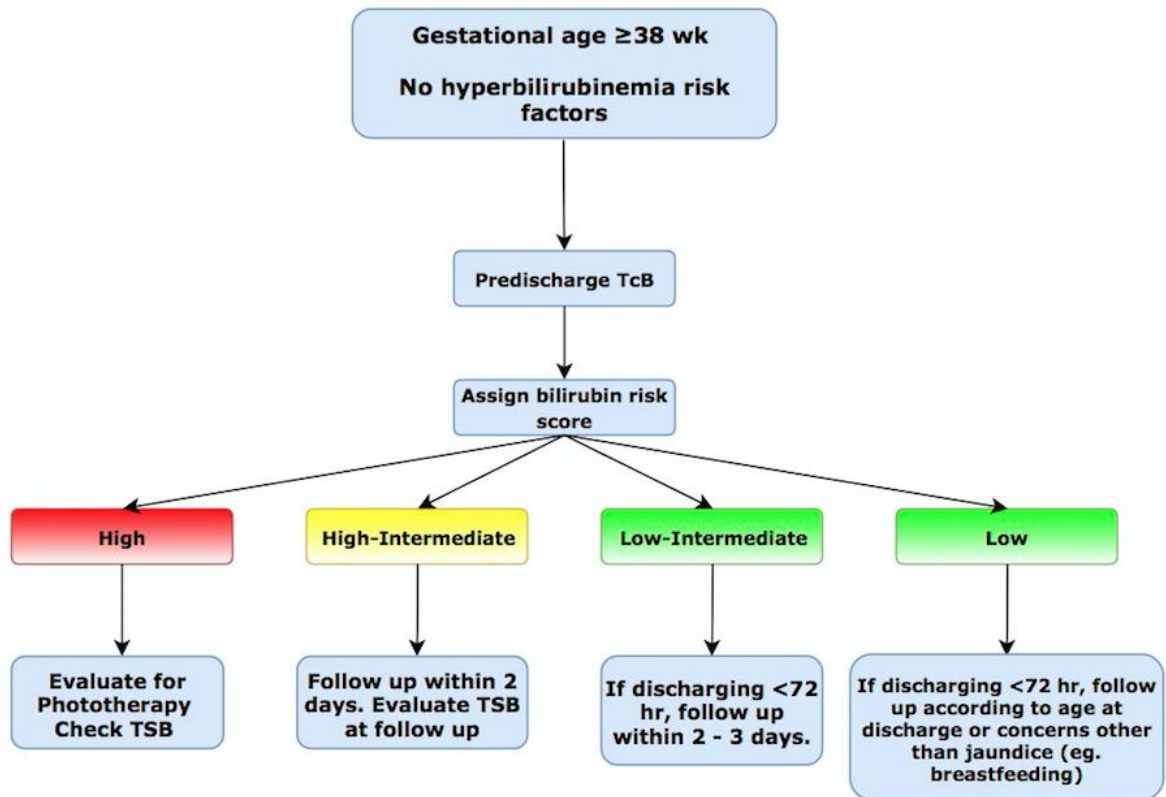 Gestational age ≥38 wk
No hyperbilirubinemia risk
factors
Predischarge TcB
Assign bilirubin risk
score
High
High-Intermediate
Low-Intermediate
Low
Evaluate for
Phototherapy
Check TSB
Follow up within 2
days. Evaluate TSB
at follow up
If discharging <72
hr, follow up
within 2 - 3 days.
If discharging <72 hr, follow
up according to age at
discharge or concerns other
than jaundice (eg.
breastfeeding)